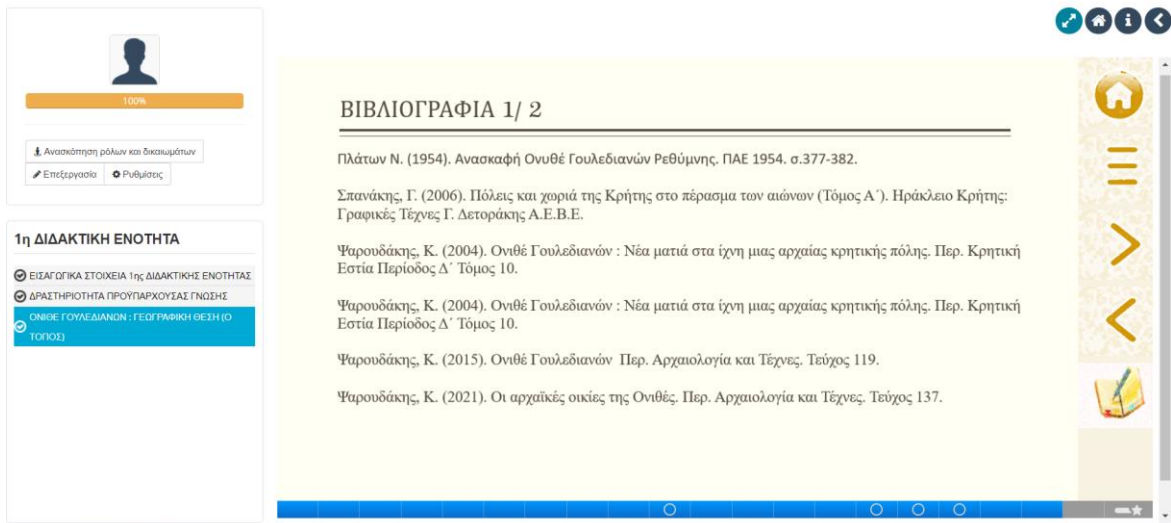 100%
Ανασκόπηση ρόλων και δικαιωμάτων
Επεξεργασία
Ρυθμίσεις
1η ΔΙΔΑΚΤΙΚΗ ΕΝΟΤΗΤΑ
ΕΙΣΑΓΩΓΙΚΑ ΣΤΟΙΧΕΙΑ 1ης ΔΙΔΑΚΤΙΚΗΣ ΕΝΟΤΗΤΑΣ
ΔΡΑΣΤΗΡΙΟΤΗΤΑ ΠΡΟΫΠΑΡΧΟΥΣΑΣ ΓΝΩΣΗΣ
ΟΝΙΘΕ ΓΟΥΛΕΔΙΑΝΩΝ : ΓΕΩΓΡΑΦΙΚΗ ΘΕΣΗ (Ο
ΤΟΠΟΣ)
ΒΙΒΛΙΟΓΡΑΦΙΑ 1/ 2
Πλάτων Ν. (1954). Ανασκαφή Ονυθέ Γουλεδιανών Ρεθύμνης. ΠΑΕ 1954. σ.377-382.
Σπανάκης, Γ. (2006). Πόλεις και χωριά της Κρήτης στο πέρασμα των αιώνων (Τόμος Α΄). Ηράκλειο Κρήτης:
Γραφικές Τέχνες Γ. Δετοράκης Α.Ε.Β.Ε.
Ψαρουδάκης, Κ. (2004). Ονιθέ Γουλεδιανών : Νέα ματιά στα ίχνη μιας αρχαίας κρητικής πόλης. Περ. Κρητική
Εστία Περίοδος Δ΄ Τόμος 10.
Ψαρουδάκης, Κ. (2004). Ονιθέ Γουλεδιανών : Νέα ματιά στα ίχνη μιας αρχαίας κρητικής πόλης. Περ. Κρητική
Εστία Περίοδος Δ΄ Τόμος 10.
Ψαρουδάκης, Κ. (2015). Ονιθέ Γουλεδιανών Περ. Αρχαιολογία και Τέχνες. Τεύχος 119.
Ψαρουδάκης, Κ. (2021). Οι αρχαϊκές οικίες της Ονιθές. Περ. Αρχαιολογία και Τέχνες. Τεύχος 137.